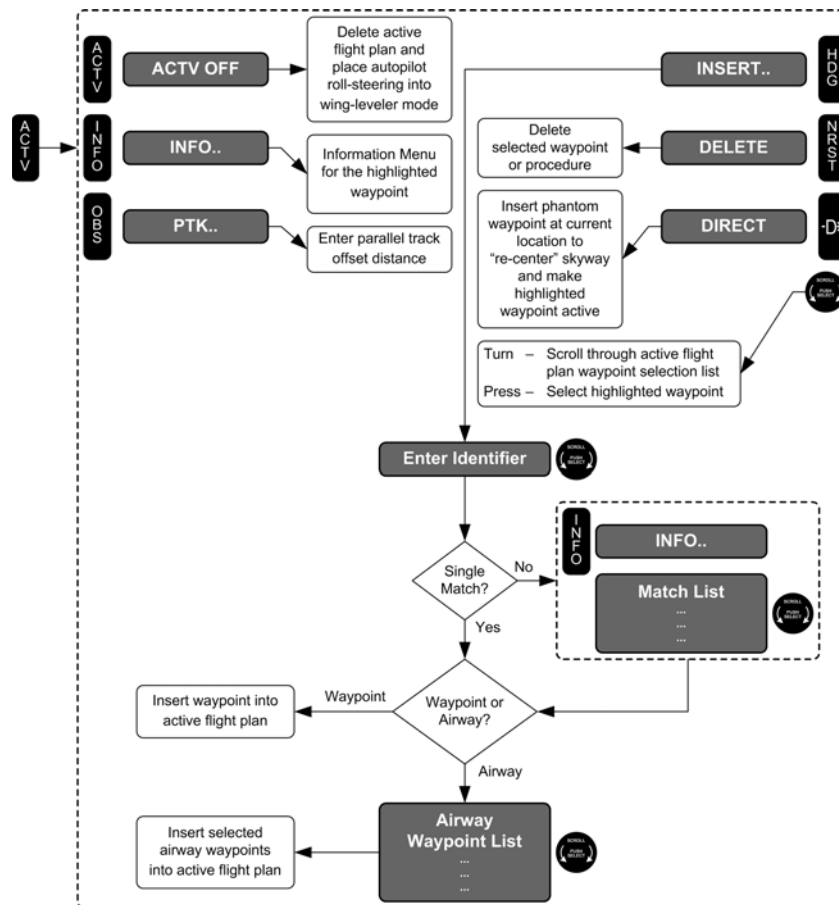 ACTV
ACTV
ACTV OFF
Delete active
flight plan and
place autopilot
roll-steering into
wing-leveler mode
INFO
INFO..
Information Menu
for the highlighted
waypoint
OBS
PTK..
Enter parallel track
offset distance
INSERT..
HDG
Delete
selected waypoint
or procedure
DELETE
NRST
Insert phantom
waypoint at current
location to
“re-center” skyway
and make
highlighted
waypoint active
DIRECT
-D
SCROLL
PUSH
SELECT
Turn – Scroll through active flight
plan waypoint selection list
Press – Select highlighted waypoint
Enter Identifier
SCROLL
PUSH
SELECT
Single
Match?
No
Yes
INFO
INFO..
Match List
...
...
...
SCROLL
PUSH
SELECT
Waypoint or
Airway?
Waypoint
Insert waypoint into
active flight plan
Airway
Airway
Waypoint List
...
...
...
SCROLL
PUSH
SELECT
Insert selected
airway waypoints
into active flight plan